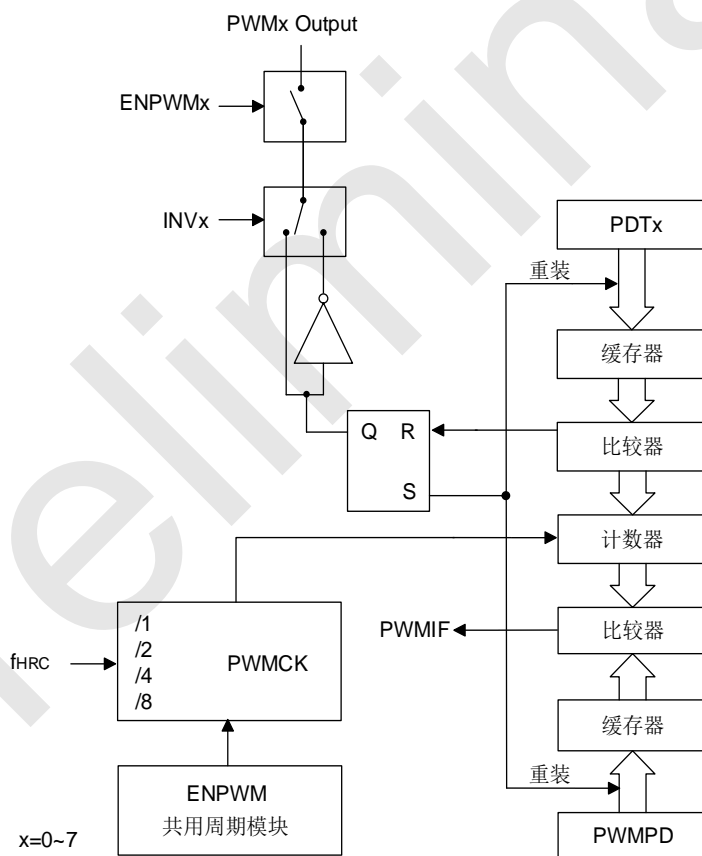 PWMx Output
ENPWMx
INVx
PDTx
重装
缓存器
Q R
比较器
S
计数器
/1
/2
/4
/8
PWMCK
fHRC
PWMIF
比较器
缓存器
重装
ENPWM
共用周期模块
PWMPD
x=0~7
elimina